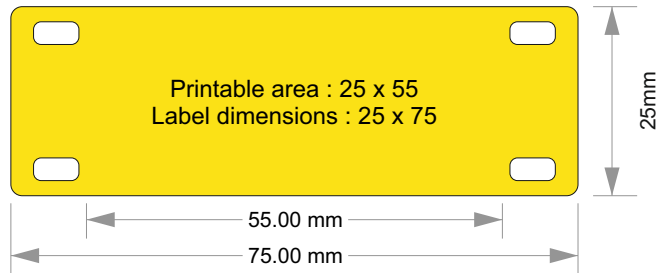 Printable area : 25 x 55
Label dimensions : 25 x 75
25mm
55.00 mm
75.00 mm